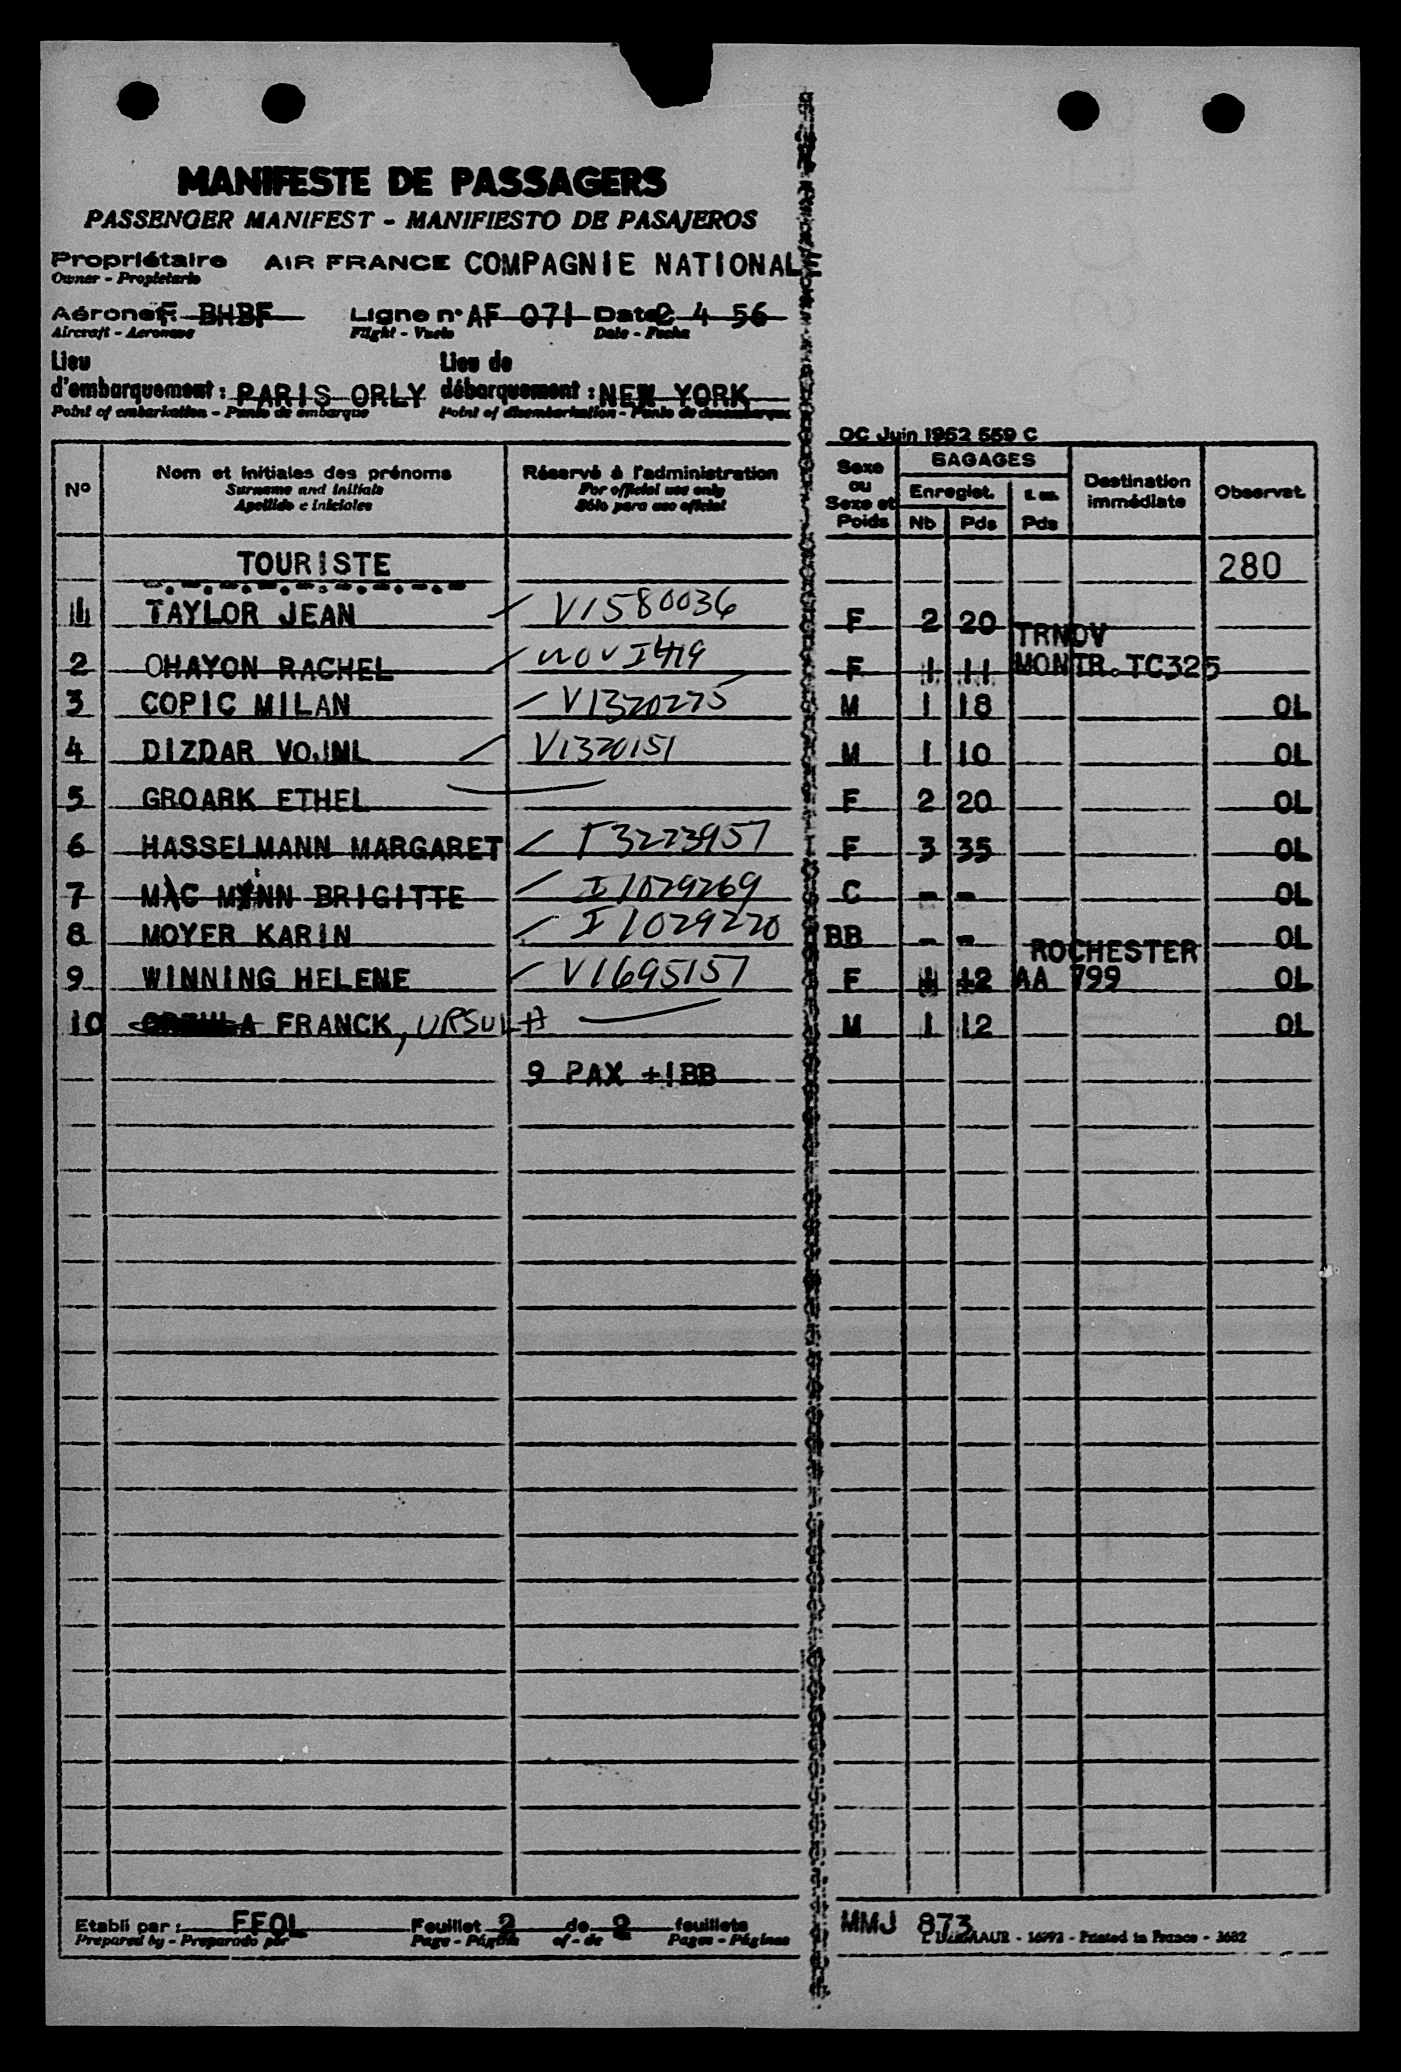 MANIFESTE DE PASSAGERS
PASSENGER MANIFEST - MANIFIESTO DE PASAJEROS
Propriétaire AIR FRANCE COMPAGNIE NATIONALE
Owner - Propietario
Aéronef: F BHBF Ligne n° AF 071 Date 2 4 56
Aircraft - Aeronave Flight - Vuelo Date - Fecha
Lieu Lieu de
d'embarquement : PARIS ORLY débarquement : NEW YORK
Point of embarkation - Punto de embarque Point of disembarkation - Punto de desembarque
DC Juin 1952 559 C
N° Nom et initiales des prénoms Réservé à l'administration Sexe ou Sexe et Poids BAGAGES Destination immédiate Observat.
Surname and initials For official use only Enregist.
Apellido e iniciales Sólo para uso oficial Nb Pds Pds
TOURISTE 280
1 TAYLOR JEAN V1580036 F 2 20
TRNOV
2 OHAYON RACHEL NOV I419 F 1 11 MONTR. TC325
3 COPIC MILAN V1320275 M 1 18 OL
4 DIZDAR VOJML V1320151 M 1 10 OL
5 GROARK ETHEL F 2 20 OL
6 HASSELMANN MARGARET I3223957 F 3 35 OL
7 MAC MINN BRIGITTE I1029269 C - - OL
8 MOYER KARIN I1029220 BB - - OL
ROCHESTER
9 WINNING HELENE V1695157 F 1 12 AA 799 OL
10 FRANCK, URSULA M 1 12 OL
9 PAX +1BB
Etabli par : FFOL Feuillet 2 de 2 feuillets MMJ 873
Prepared by - Preparado por Page - Página of - de Pages - Páginas - Printed in France - 3682